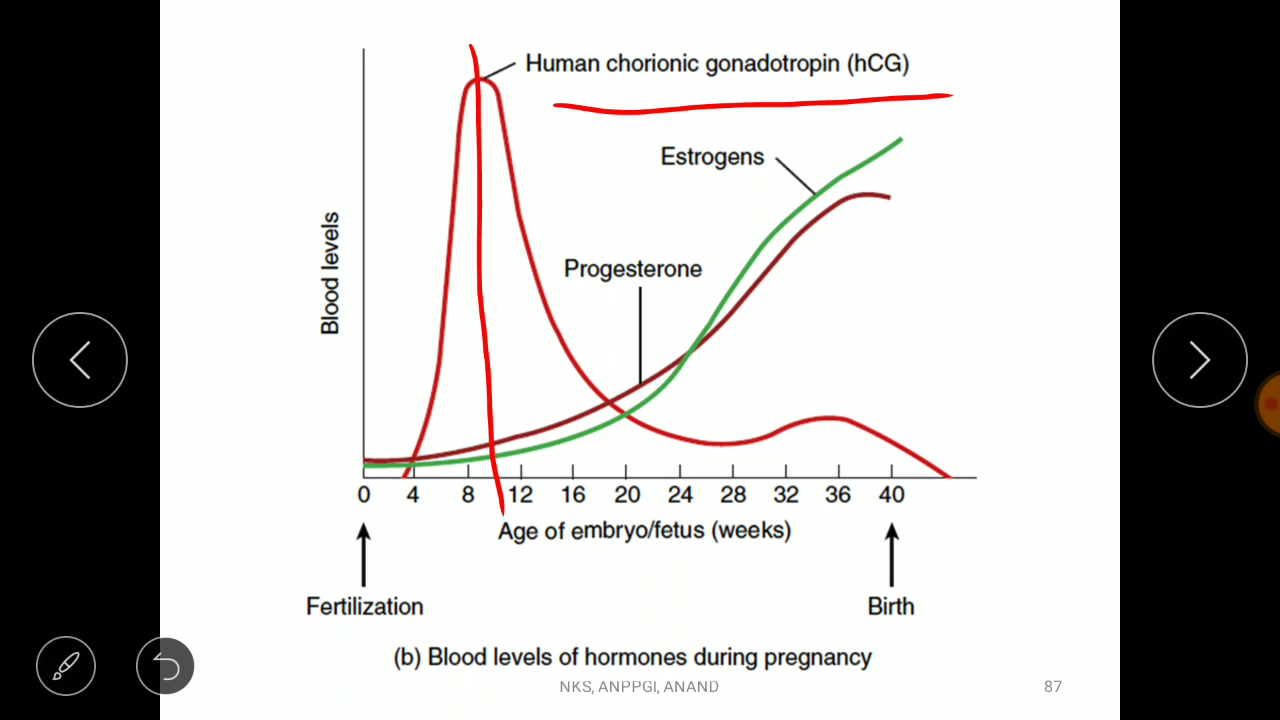 Human chorionic gonadotropin (hCG)
Estrogens
Progesterone
Blood levels
0 4 8 12 16 20 24 28 32 36 40
Age of embryo/fetus (weeks)
Fertilization Birth
(b) Blood levels of hormones during pregnancy
NKS, ANPPGI, ANAND 87